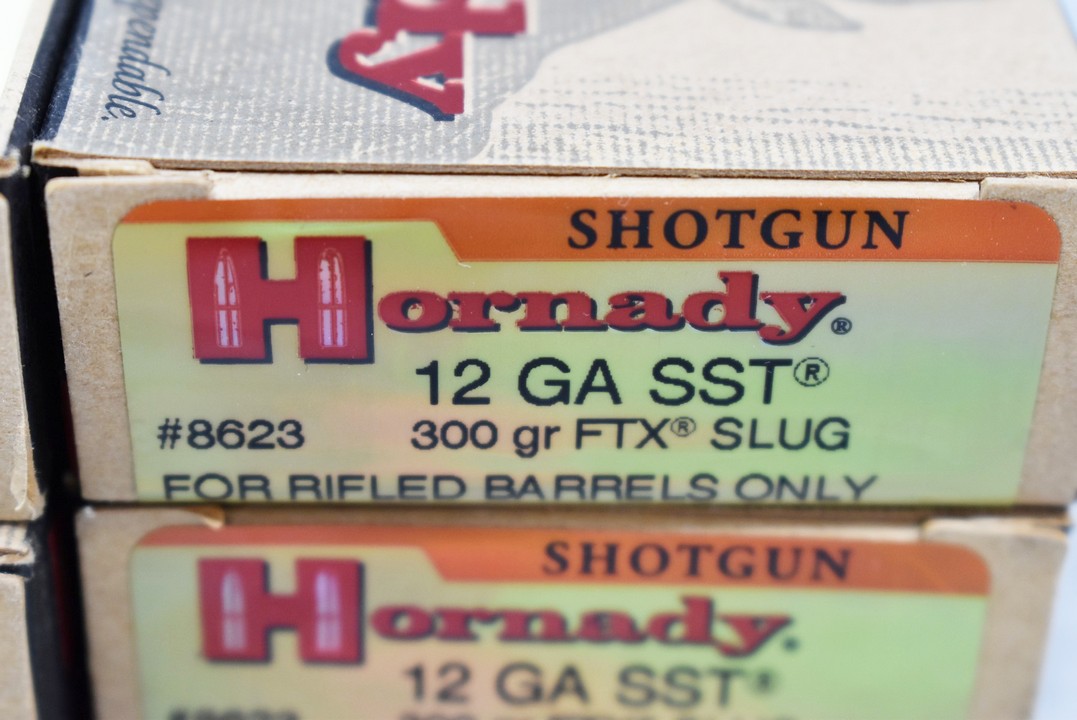 SHOTGUN
Hornady®
12 GA SST®
#8623 300 gr FTX® SLUG
FOR RIFLED BARRELS ONLY
SHOTGUN
Hornady®
12 GA SST®
#8623